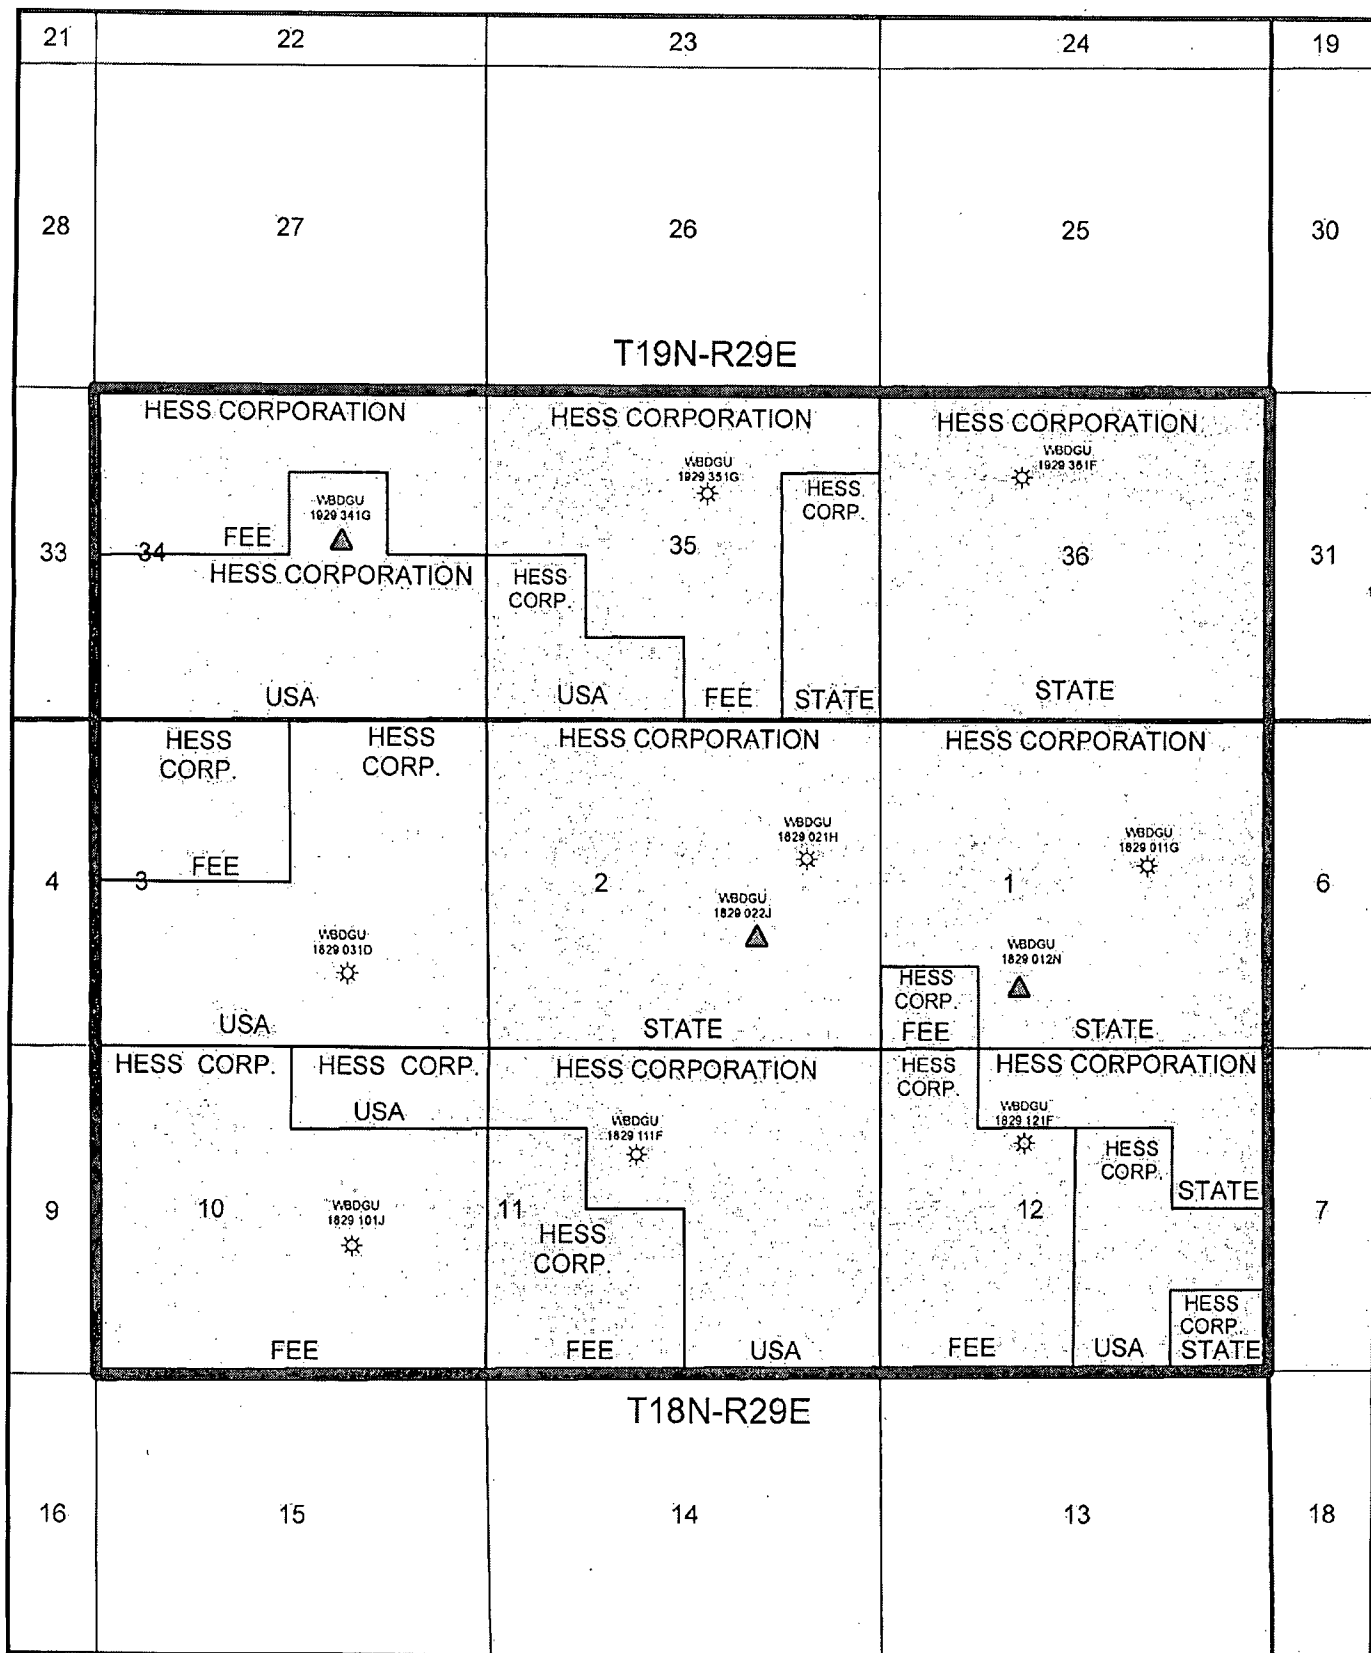 21 22 23 24 19
28 27 26 25 30
T19N-R29E
HESS CORPORATION
HESS CORPORATION
HESS CORPORATION
WBDGU
1929 341G
WBDGU
1929 351G
HESS
CORP.
WBDGU
1929 361F
33 34 FEE
HESS CORPORATION
35
36
31
HESS
CORP.
USA
USA
FEE
STATE
STATE
HESS
CORP.
HESS
CORP.
HESS CORPORATION
HESS CORPORATION
WBDGU
1829 021H
WBDGU
1829 011G
FEE
4 3 2 1 6
WBDGU
1829 022J
WBDGU
1829 031D
WBDGU
1829 012N
HESS
CORP.
FEE
USA
STATE
STATE
HESS CORP.
HESS CORP.
USA
HESS CORPORATION
HESS
CORP.
HESS CORPORATION
WBDGU
1829 111F
WBDGU
1829 121F
HESS
CORP.
STATE
9 10
WBDGU
1829 101J
11
HESS
CORP.
12
7
HESS
CORP.
STATE
FEE
FEE
USA
FEE
USA
T18N-R29E
16 15 14 13 18